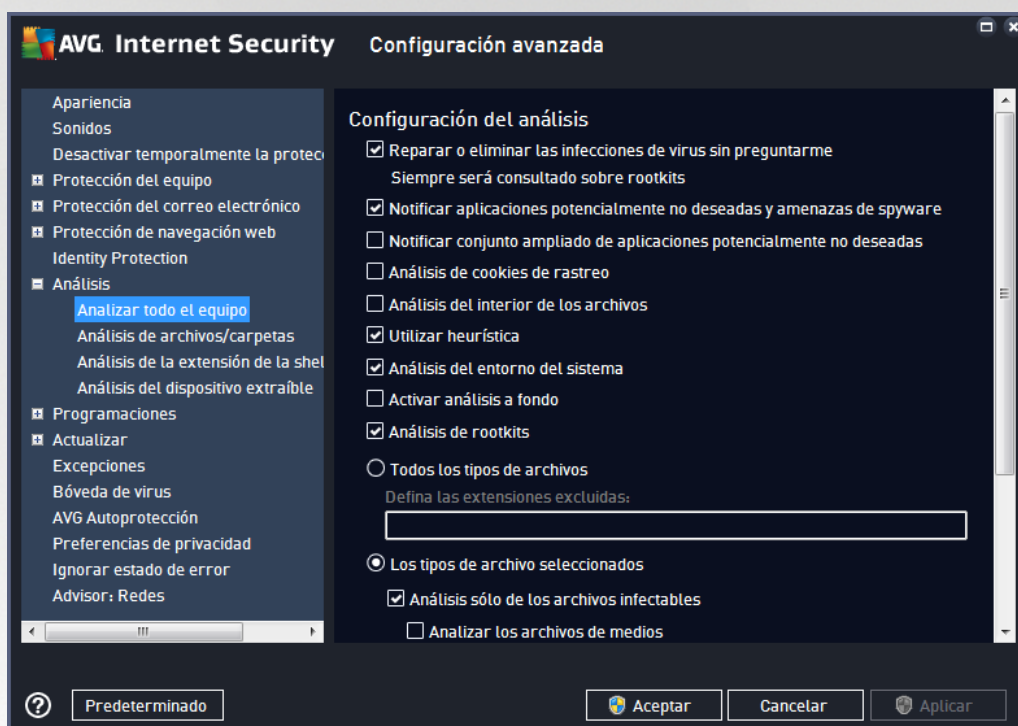 AVG. Internet Security
Configuración avanzada
Apariencia
Sonidos
Desactivar temporalmente la protec
Protección del equipo
Protección del correo electrónico
Protección de navegación web
Identity Protection
Análisis
Analizar todo el equipo
Análisis de archivos/carpetas
Análisis de la extensión de la shel
Análisis del dispositivo extraíble
Programaciones
Actualizar
Excepciones
Bóveda de virus
AVG Autoprotección
Preferencias de privacidad
Ignorar estado de error
Advisor: Redes
Configuración del análisis
Reparar o eliminar las infecciones de virus sin preguntarme
Siempre será consultado sobre rootkits
Notificar aplicaciones potencialmente no deseadas y amenazas de spyware
Notificar conjunto ampliado de aplicaciones potencialmente no deseadas
Análisis de cookies de rastreo
Análisis del interior de los archivos
Utilizar heurística
Análisis del entorno del sistema
Activar análisis a fondo
Análisis de rootkits
Todos los tipos de archivos
Defina las extensiones excluidas:
Los tipos de archivo seleccionados
Análisis sólo de los archivos infectables
Analizar los archivos de medios
Predeterminado
Aceptar
Cancelar
Aplicar